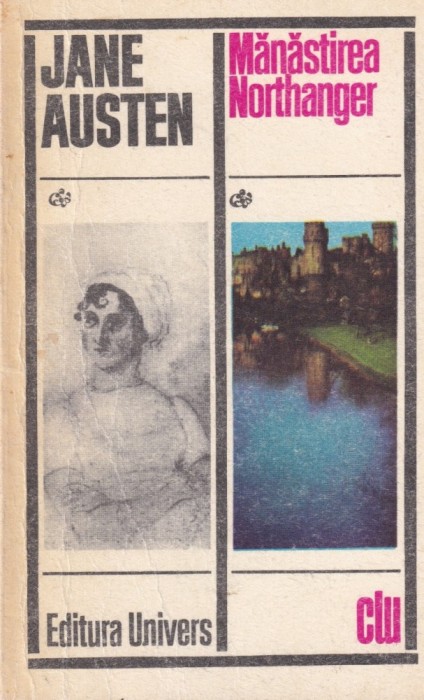 JANE
AUSTEN
Mănăstirea
Northanger
Editura Univers
clu